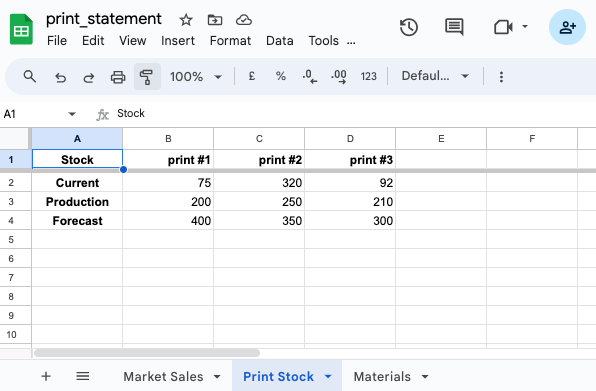 print_statement
File Edit View Insert Format Data Tools ...
100% £ % .0 .00 123 Defaul...
A1 fx Stock
A B C D E F
1 Stock print #1 print #2 print #3
2 Current 75 320 92
3 Production 200 250 210
4 Forecast 400 350 300
5
6
7
8
9
10
+ Market Sales Print Stock Materials